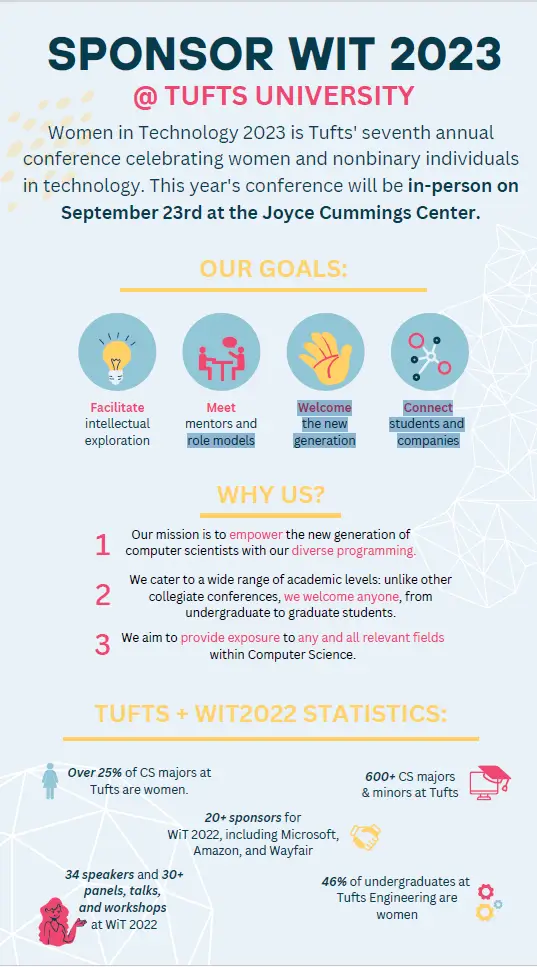 SPONSOR WIT 2023
@ TUFTS UNIVERSITY
Women in Technology 2023 is Tufts' seventh annual
conference celebrating women and nonbinary individuals
in technology. This year's conference will be in-person on
September 23rd at the Joyce Cummings Center.
OUR GOALS:
Facilitate
intellectual
exploration
Meet
mentors and
role models
Welcome
the new
generation
Connect
students and
companies
WHY US?
1 Our mission is to empower the new generation of
computer scientists with our diverse programming.
2 We cater to a wide range of academic levels: unlike other
collegiate conferences, we welcome anyone, from
undergraduate to graduate students.
3 We aim to provide exposure to any and all relevant fields
within Computer Science.
TUFTS + WIT2022 STATISTICS:
Over 25% of CS majors at
Tufts are women.
600+ CS majors
& minors at Tufts
20+ sponsors for
WiT 2022, including Microsoft,
Amazon, and Wayfair
34 speakers and 30+
panels, talks,
and workshops
at WiT 2022
46% of undergraduates at
Tufts Engineering are
women